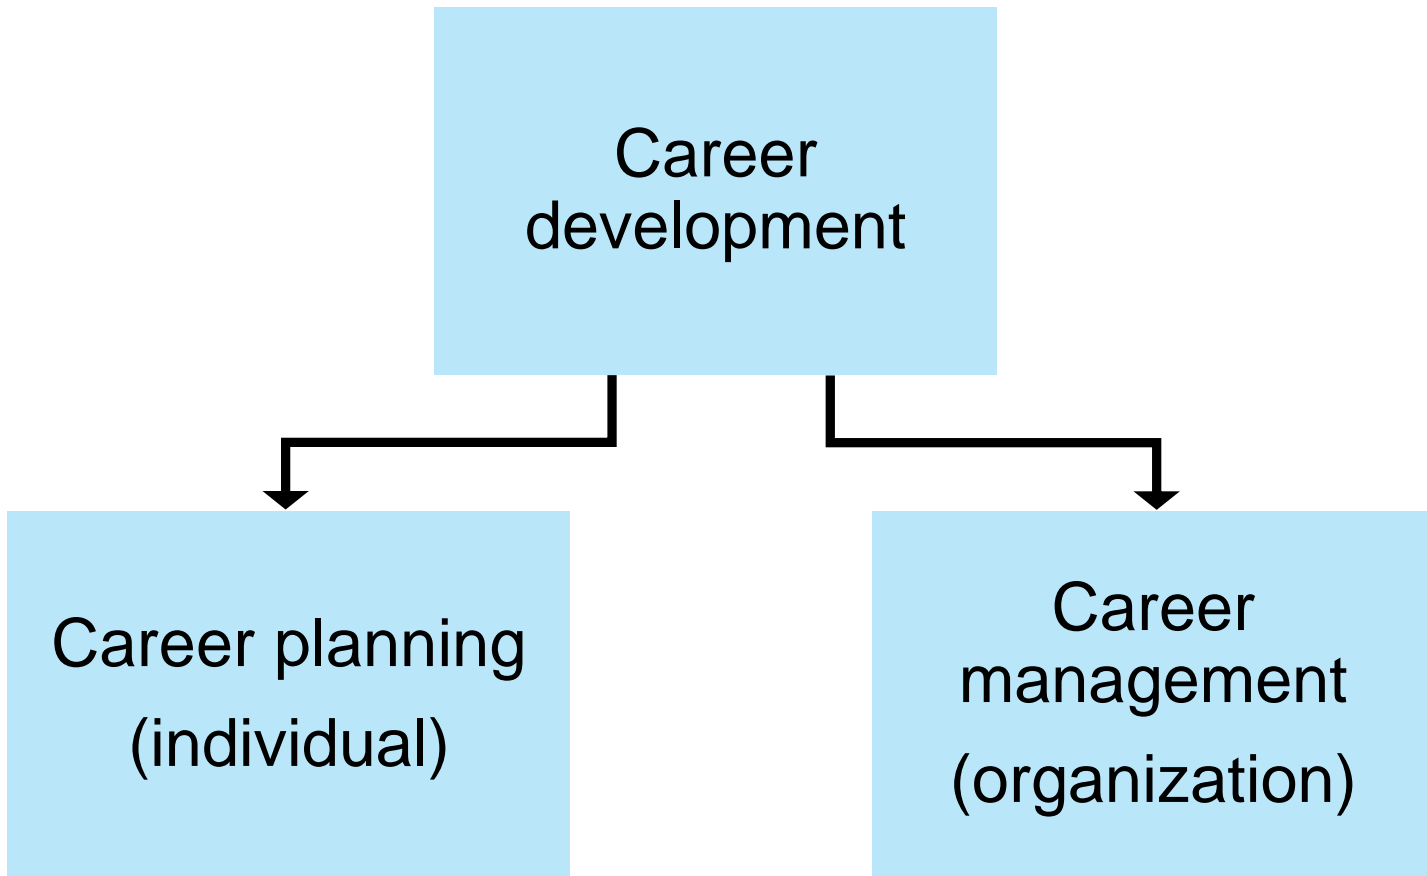 Career
development
Career planning
(individual)
Career
management
(organization)